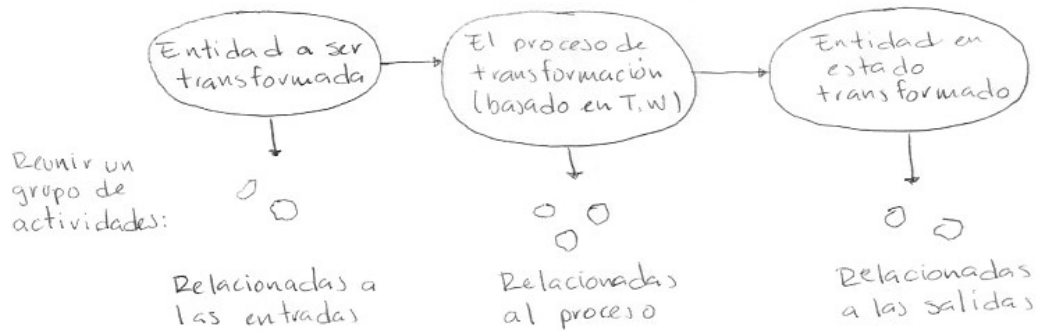 Entidad a ser
transformada
El proceso de
transformación
(basado en T, W)
Entidad en
estado
transformado
Reunir un
grupo de
actividades:
Relacionadas a
las entradas
Relacionadas
al proceso
Relacionadas
a las salidas